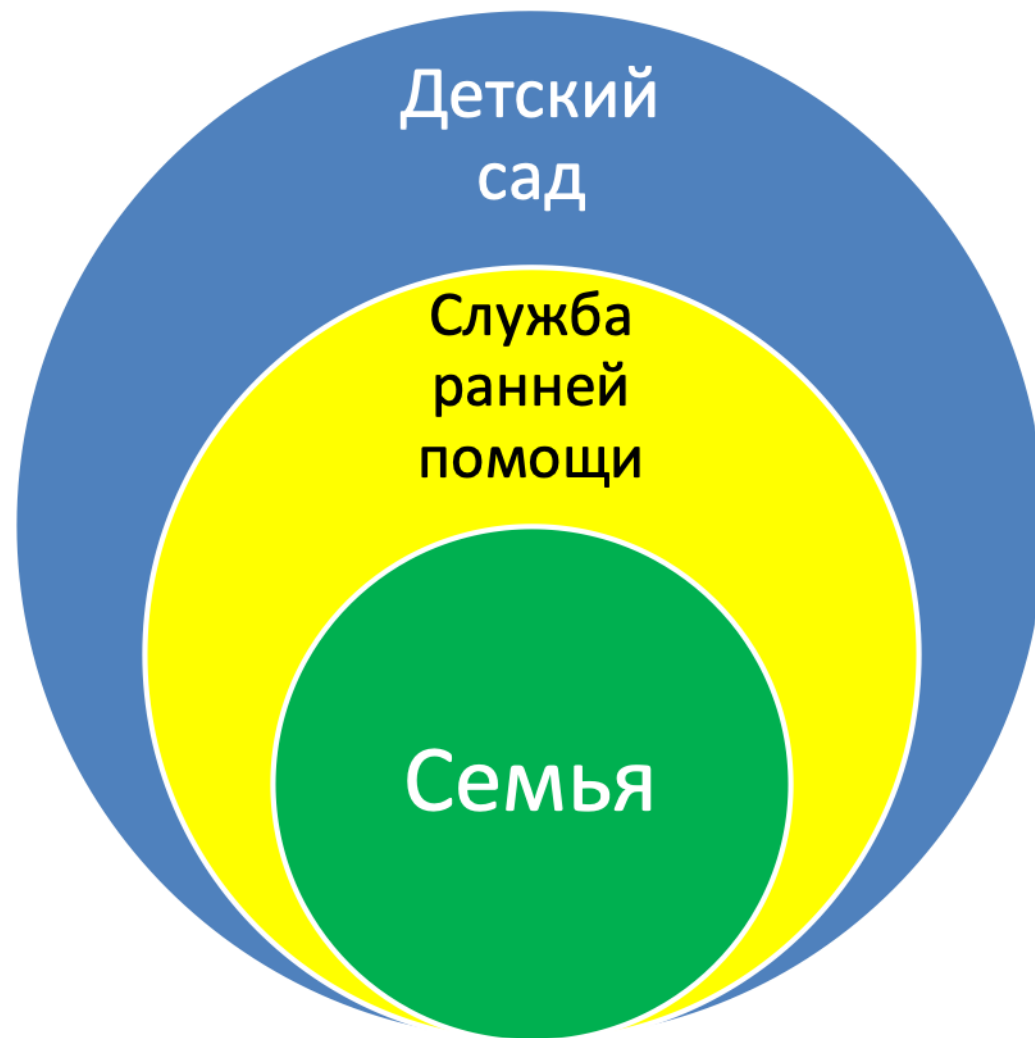 Детский
сад
Служба
ранней
помощи
Семья